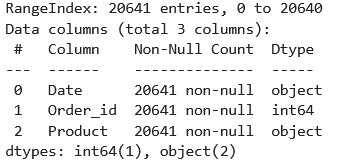 RangeIndex: 20641 entries, 0 to 20640
Data columns (total 3 columns):
 #   Column    Non-Null Count  Dtype
---  ------    --------------  -----
 0   Date      20641 non-null  object
 1   Order_id  20641 non-null  int64
 2   Product   20641 non-null  object
dtypes: int64(1), object(2)